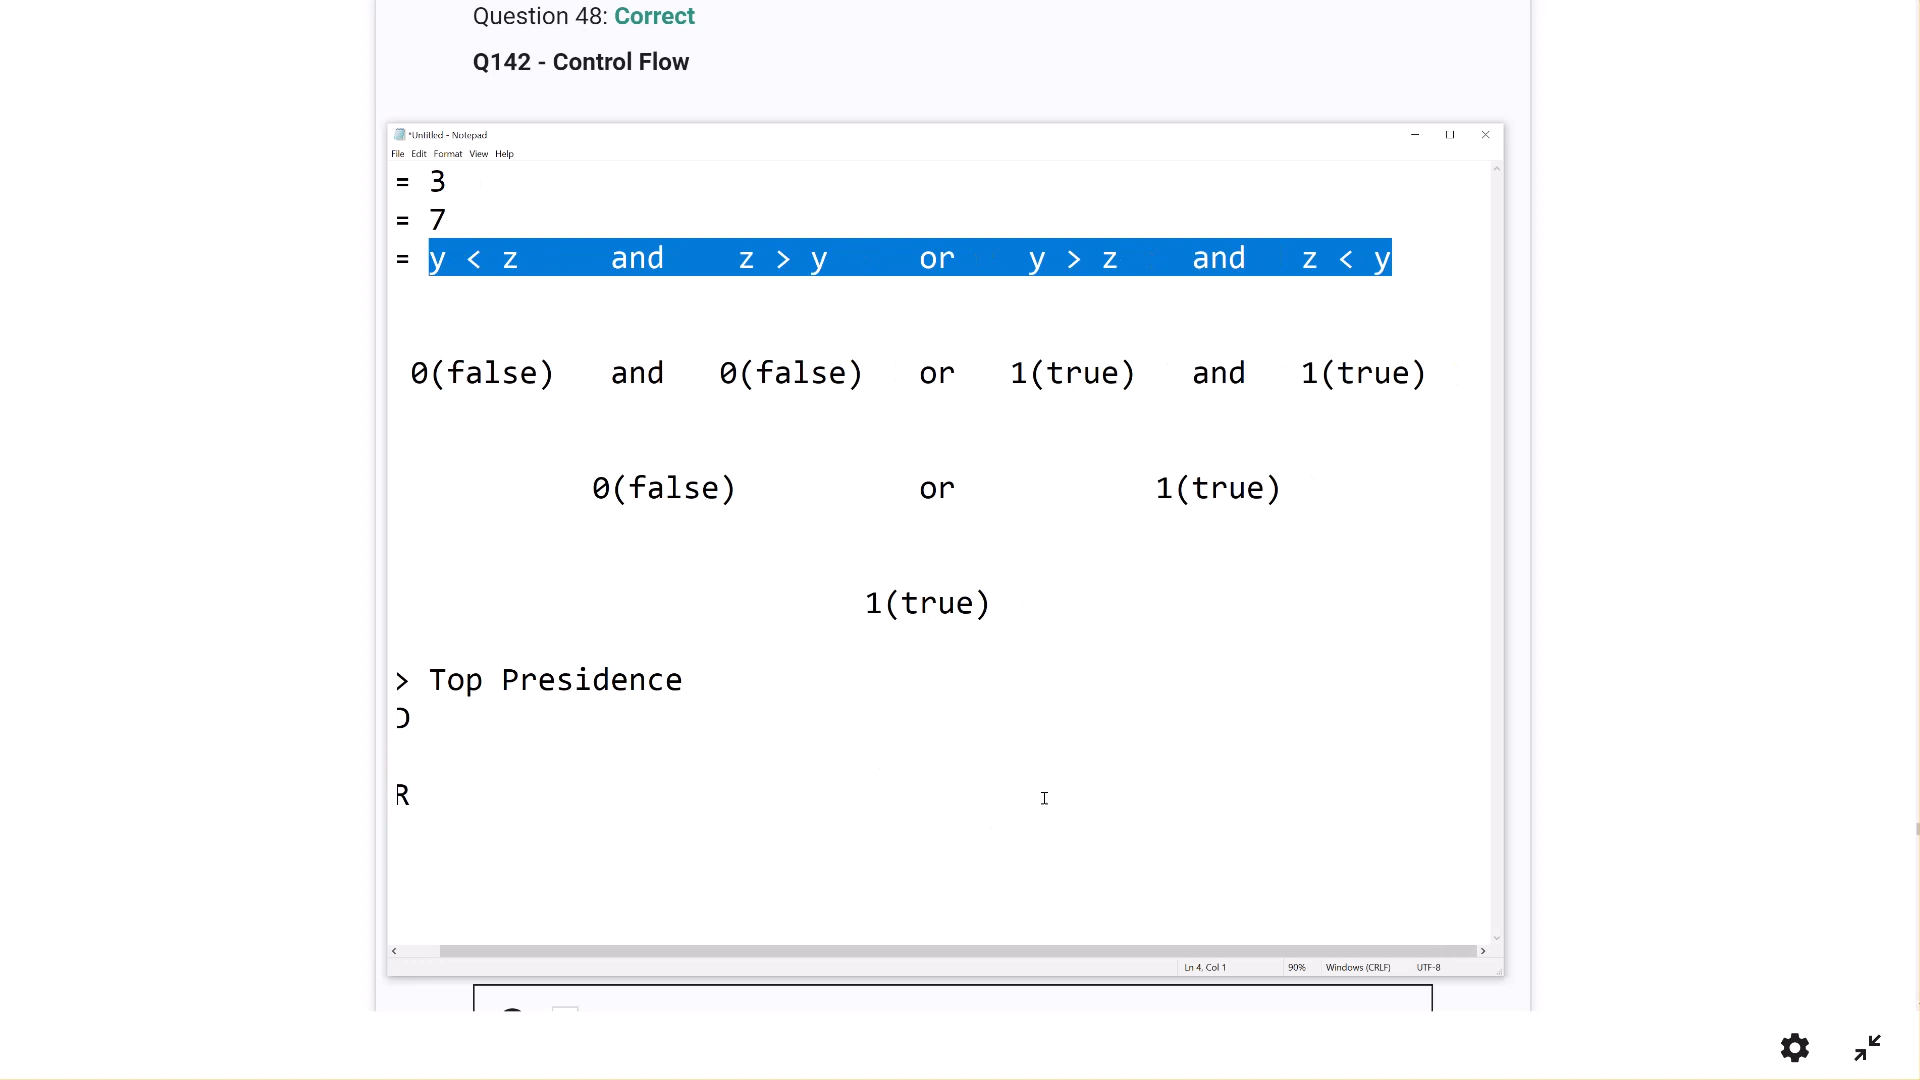 Question 48: Correct
Q142 - Control Flow
*Untitled - Notepad
File Edit Format View Help
= 3
= 7
= y < z and z > y or y > z and z < y
0(false) and 0(false) or 1(true) and 1(true)
0(false) or 1(true)
1(true)
> Top Presidence
D
R
Ln 4, Col 1 90% Windows (CRLF) UTF-8